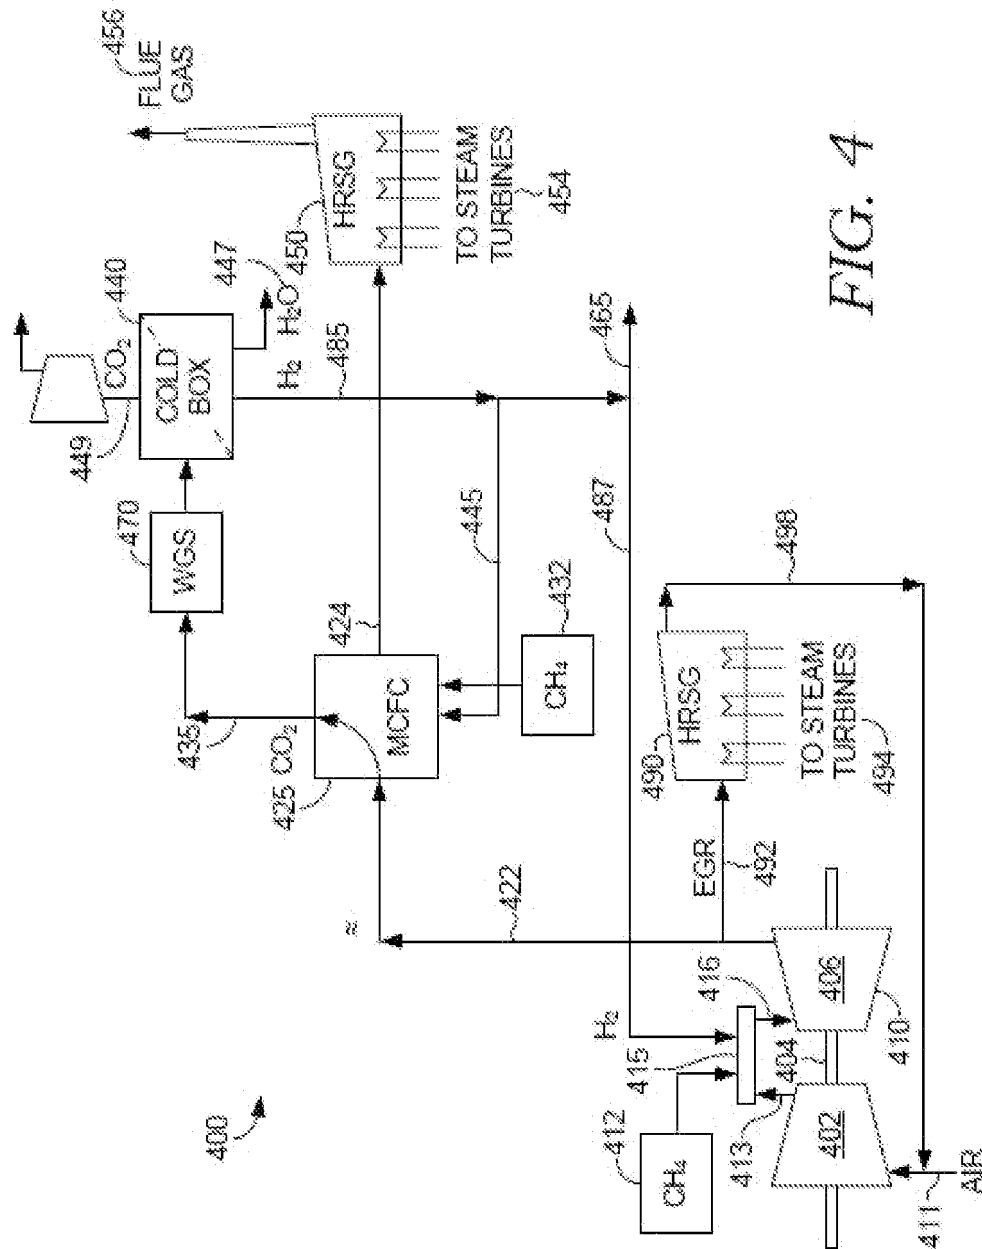 400
412
CH₄
413
415
H₂
416
402
404
406
410
411
AIR
EGR
492
422
≈
490
HRSG
TO STEAM
TURBINES
494
498
425
CO₂
435
MCFC
424
CH₄
432
445
487
465
WGS
470
449
CO₂
COLD
BOX
440
H₂
485
H₂O
447
450
HRSG
TO STEAM
TURBINES
454
FLUE
GAS
456
FIG. 4